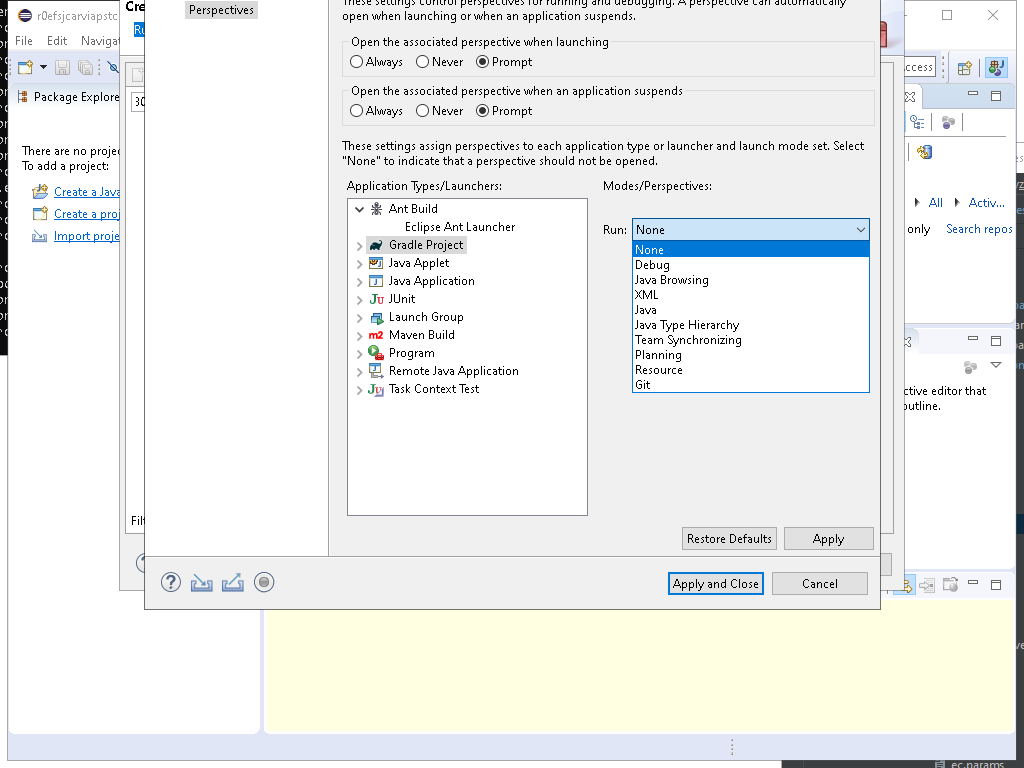 r0efsjcarviapstc
File Edit Naviga
Package Explore
There are no proje
To add a project:
Create a Java
Create a proj
Import proje
Cre
Perspectives
These settings control perspectives for running and debugging. A perspective can automatically
open when launching or when an application suspends.
Open the associated perspective when launching
Always Never Prompt
Open the associated perspective when an application suspends
Always Never Prompt
These settings assign perspectives to each application type or launcher and launch mode set. Select
"None" to indicate that a perspective should not be opened.
Application Types/Launchers:
Ant Build
Eclipse Ant Launcher
Gradle Project
Java Applet
Java Application
JUnit
Launch Group
Maven Build
Program
Remote Java Application
Task Context Test
Modes/Perspectives:
Run: None
None
Debug
Java Browsing
XML
Java
Java Type Hierarchy
Team Synchronizing
Planning
Resource
Git
Restore Defaults Apply
Apply and Close Cancel
Filt
ccess
All Activ...
only Search repos
ctive editor that
outline.
ec.params